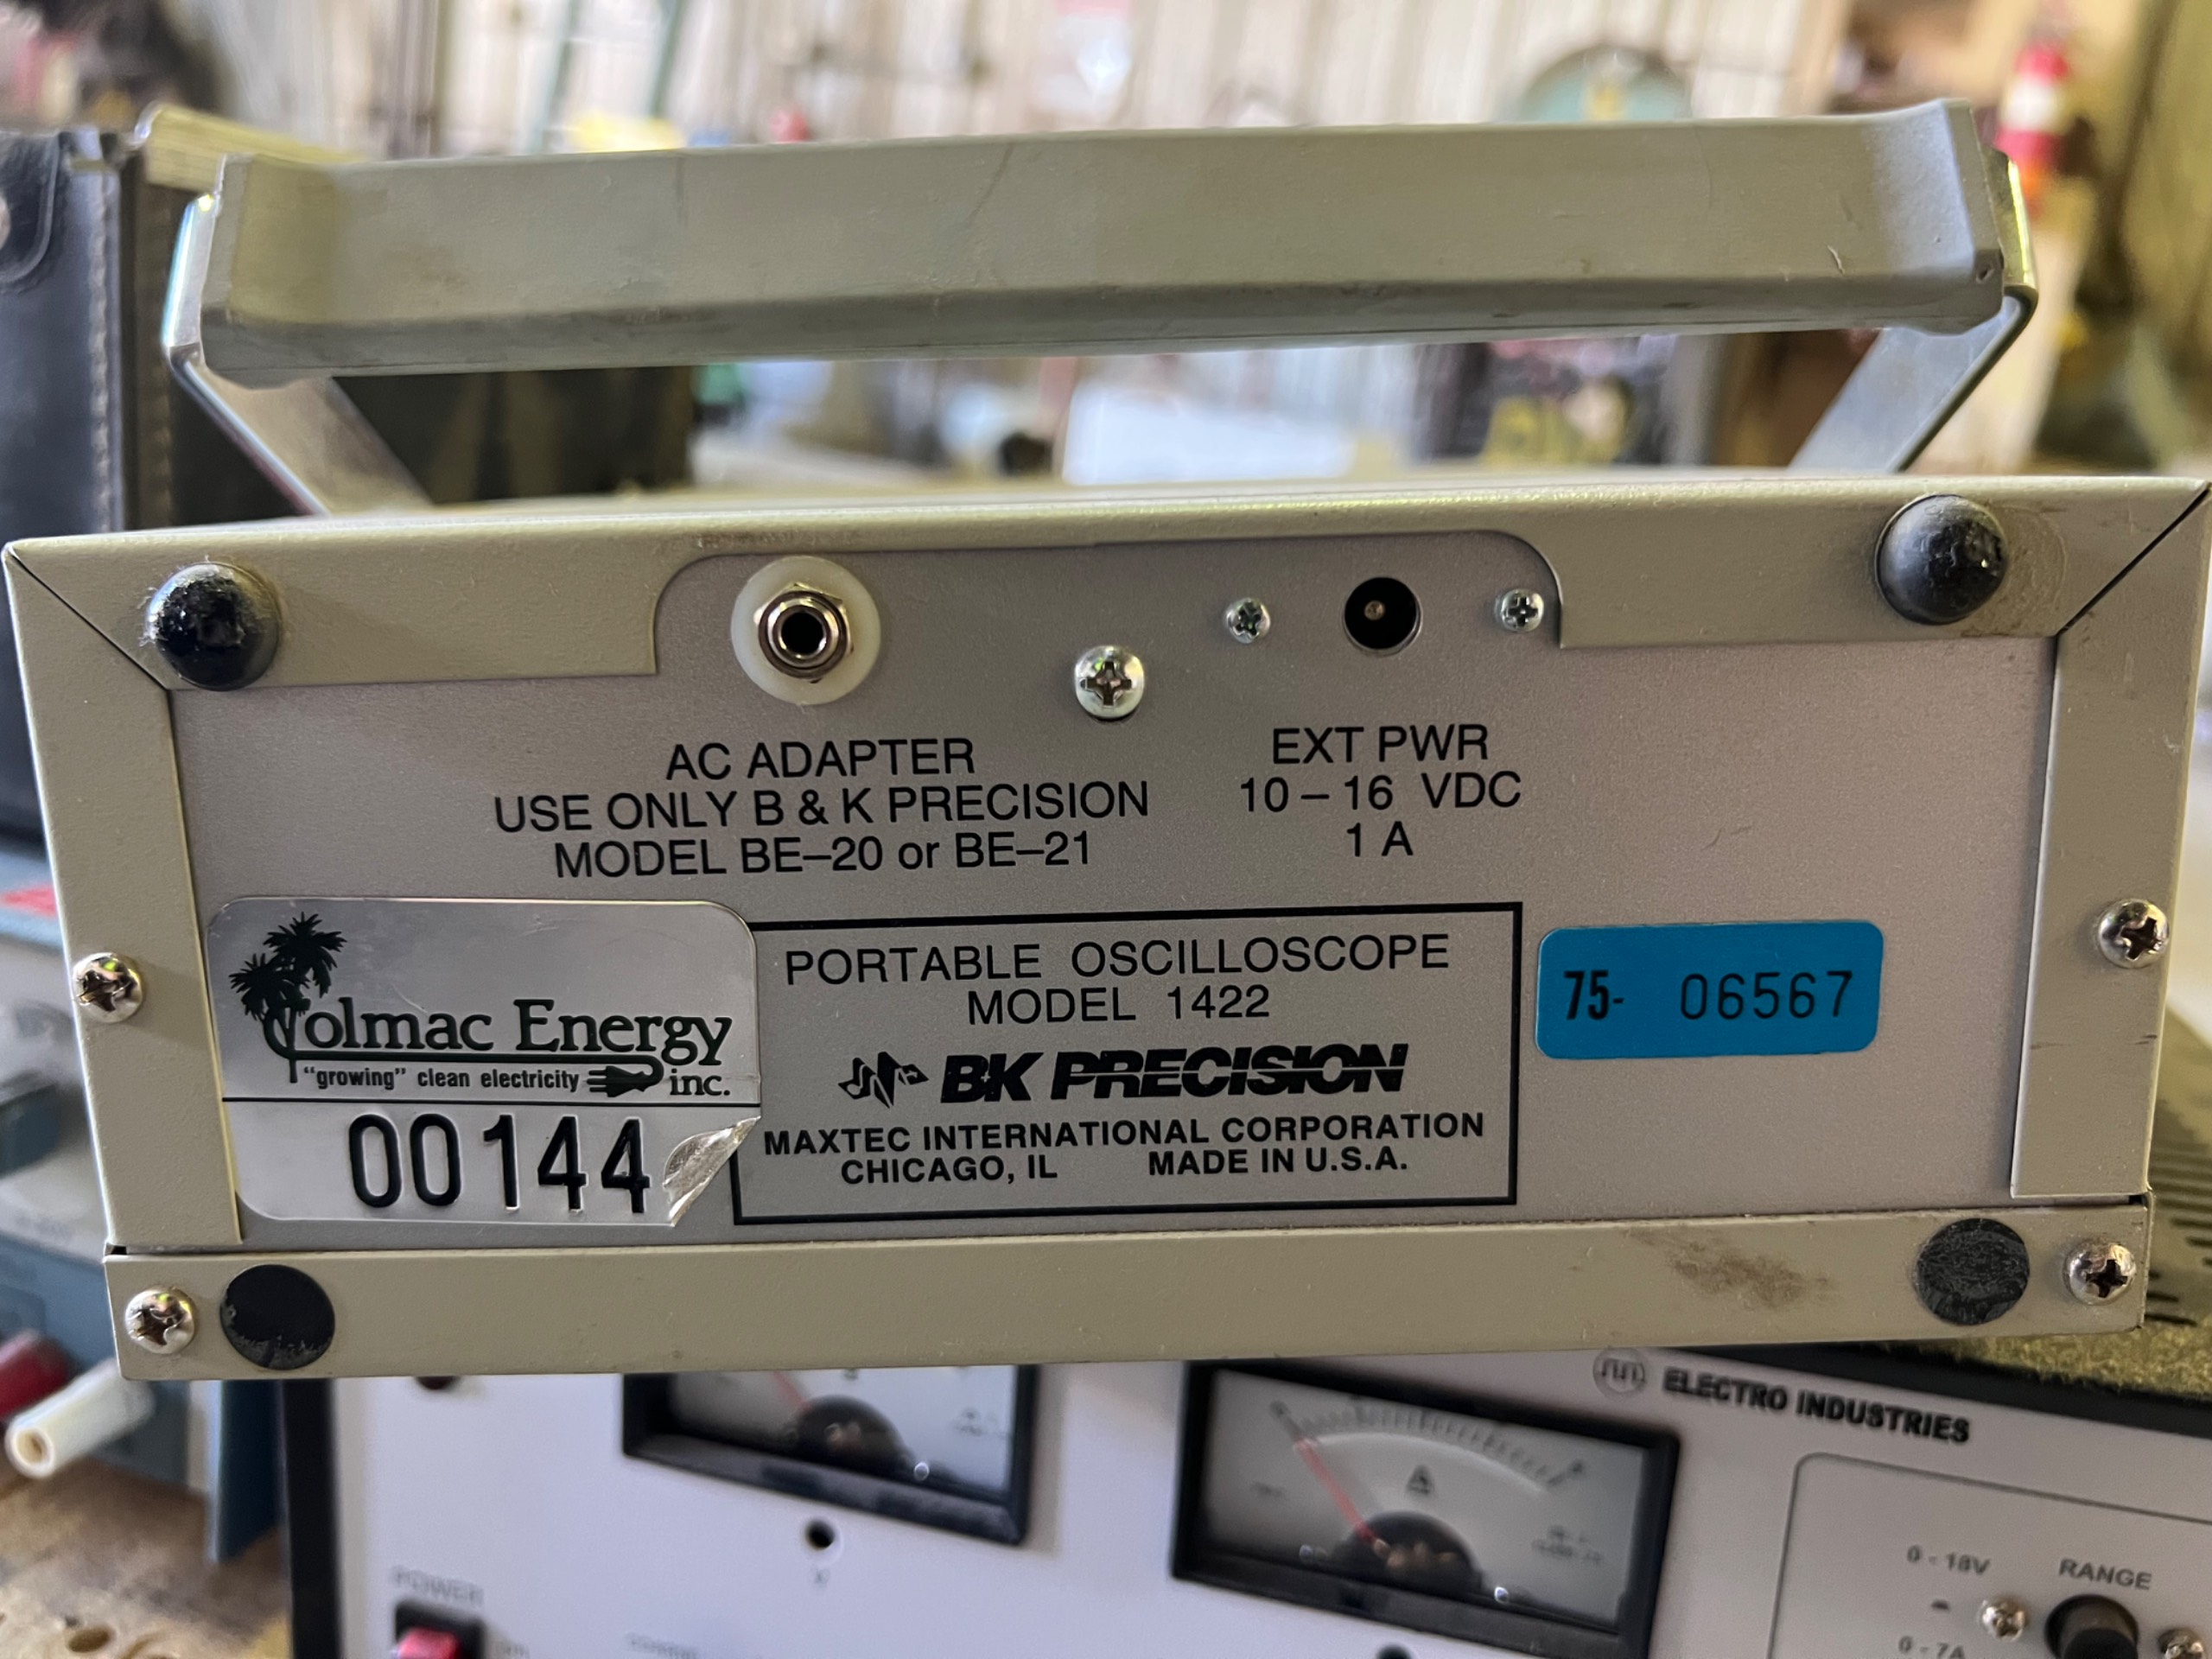 AC ADAPTER
USE ONLY B & K PRECISION
MODEL BE–20 or BE–21
EXT PWR
10 – 16 VDC
1 A
Colmac Energy
"growing" clean electricity inc.
00144
PORTABLE OSCILLOSCOPE
MODEL 1422
BK PRECISION
MAXTEC INTERNATIONAL CORPORATION
CHICAGO, IL MADE IN U.S.A.
75- 06567
ELECTRO INDUSTRIES
A
0 - 18V
RANGE
0 - 7A
POWER